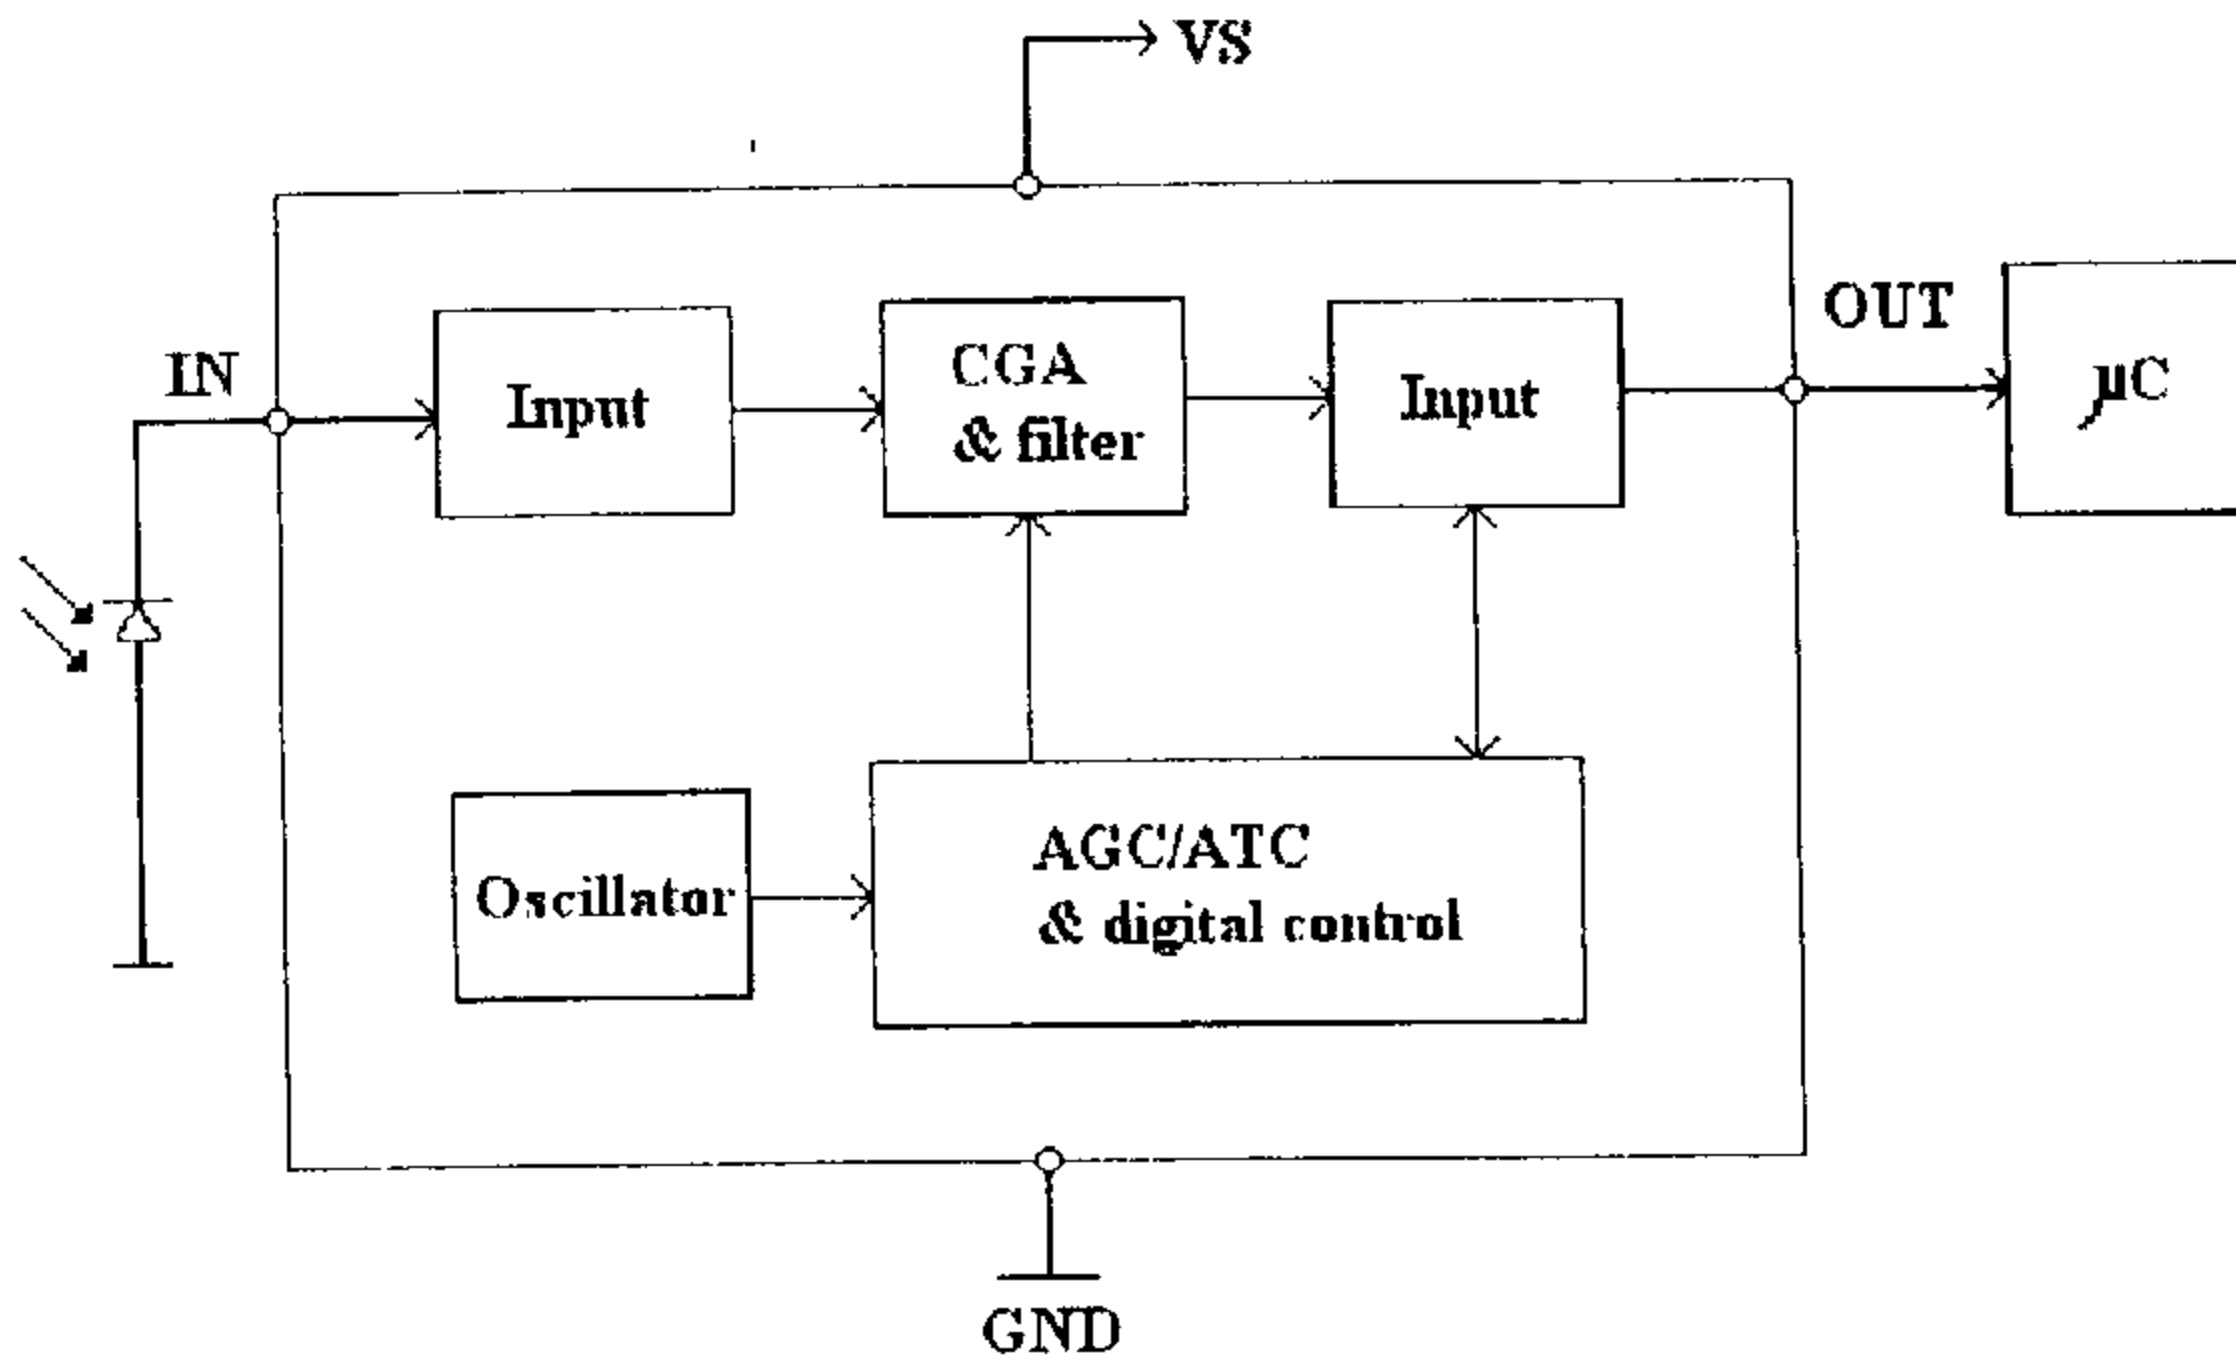 VS
OUT
IN
Input
CGA
& filter
Input
µC
Oscillator
AGC/ATC
& digital control
GND